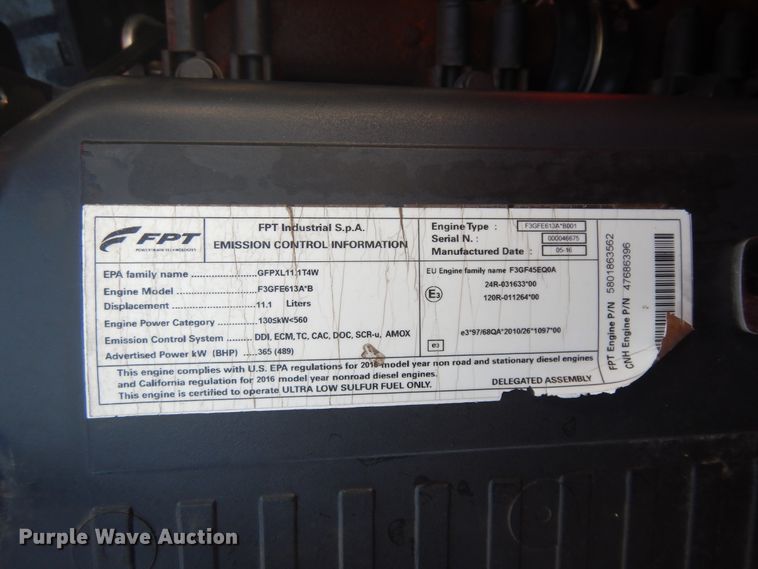 FPT
POWERTRAIN TECHNOLOGIES
FPT Industrial S.p.A.
EMISSION CONTROL INFORMATION
Engine Type : F3GFE613A*B001
Serial N. : 000046675
Manufactured Date : 05-16
EPA family name ............ GFPXL11.1T4W
Engine Model ............ F3GFE613A*B
Displacement ............ 11.1 Liters
Engine Power Category ............ 130≤kW<560
Emission Control System ..... DDI, ECM, TC, CAC, DOC, SCR-u, AMOX
Advertised Power kW (BHP) ..... 365 (489)
EU Engine family name F3GF45EQ0A
E3
24R-031633*00
120R-011264*00
e3
e3*97/68QA*2010/26*1097*00
This engine complies with U.S. EPA regulations for 2016 model year non road and stationary diesel engines
and California regulation for 2016 model year nonroad diesel engines.
This engine is certified to operate ULTRA LOW SULFUR FUEL ONLY.
DELEGATED ASSEMBLY
FPT Engine P/N 5801863562
CNH Engine P/N 47686396
Purple Wave Auction